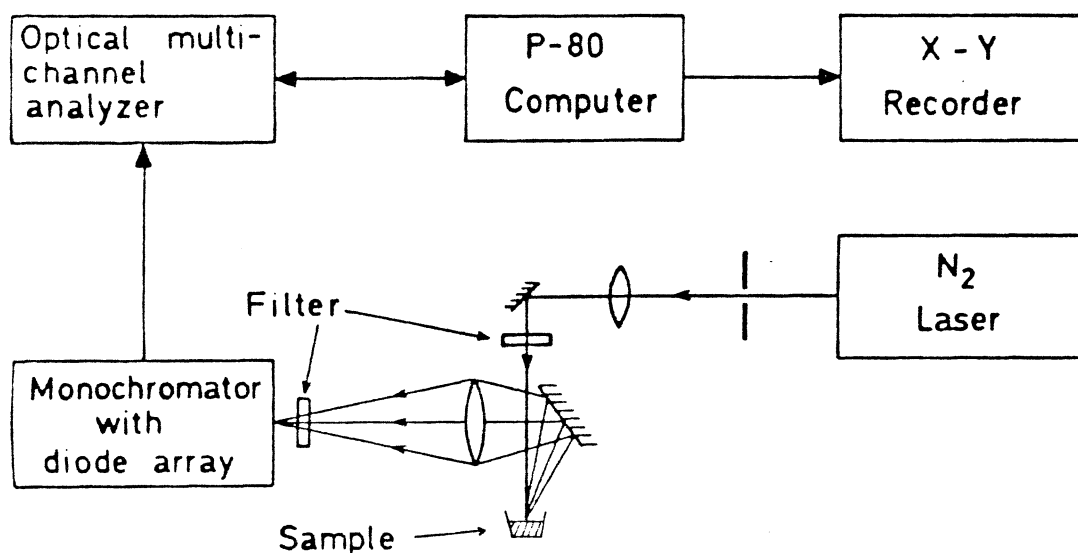 Optical multi-
channel
analyzer
P-80
Computer
X - Y
Recorder
N₂
Laser
Filter
Monochromator
with
diode array
Sample